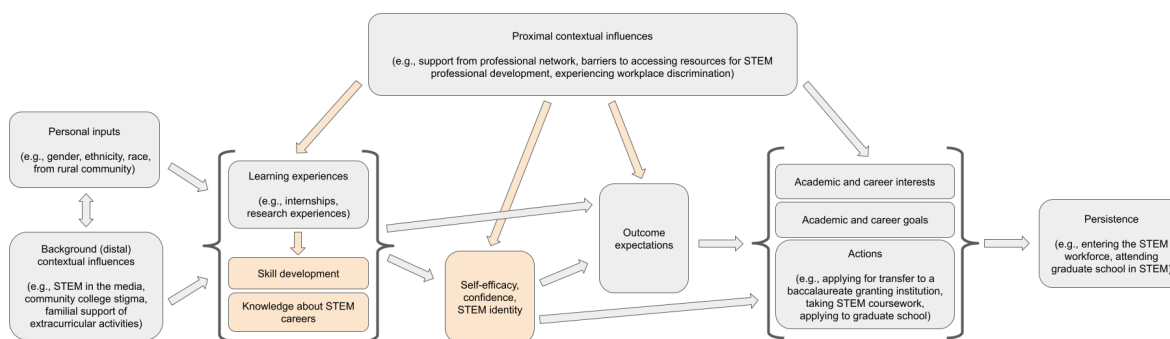 Proximal contextual influences
(e.g., support from professional network, barriers to accessing resources for STEM
professional development, experiencing workplace discrimination)
Personal inputs
(e.g., gender, ethnicity, race,
from rural community)
Background (distal)
contextual influences
(e.g., STEM in the media,
community college stigma,
familial support of
extracurricular activities)
Learning experiences
(e.g., internships,
research experiences)
Skill development
Knowledge about STEM
careers
Self-efficacy,
confidence,
STEM identity
Outcome
expectations
Academic and career interests
Academic and career goals
Actions
(e.g., applying for transfer to a
baccalaureate granting institution,
taking STEM coursework,
applying to graduate school)
Persistence
(e.g., entering the STEM
workforce, attending
graduate school in STEM)